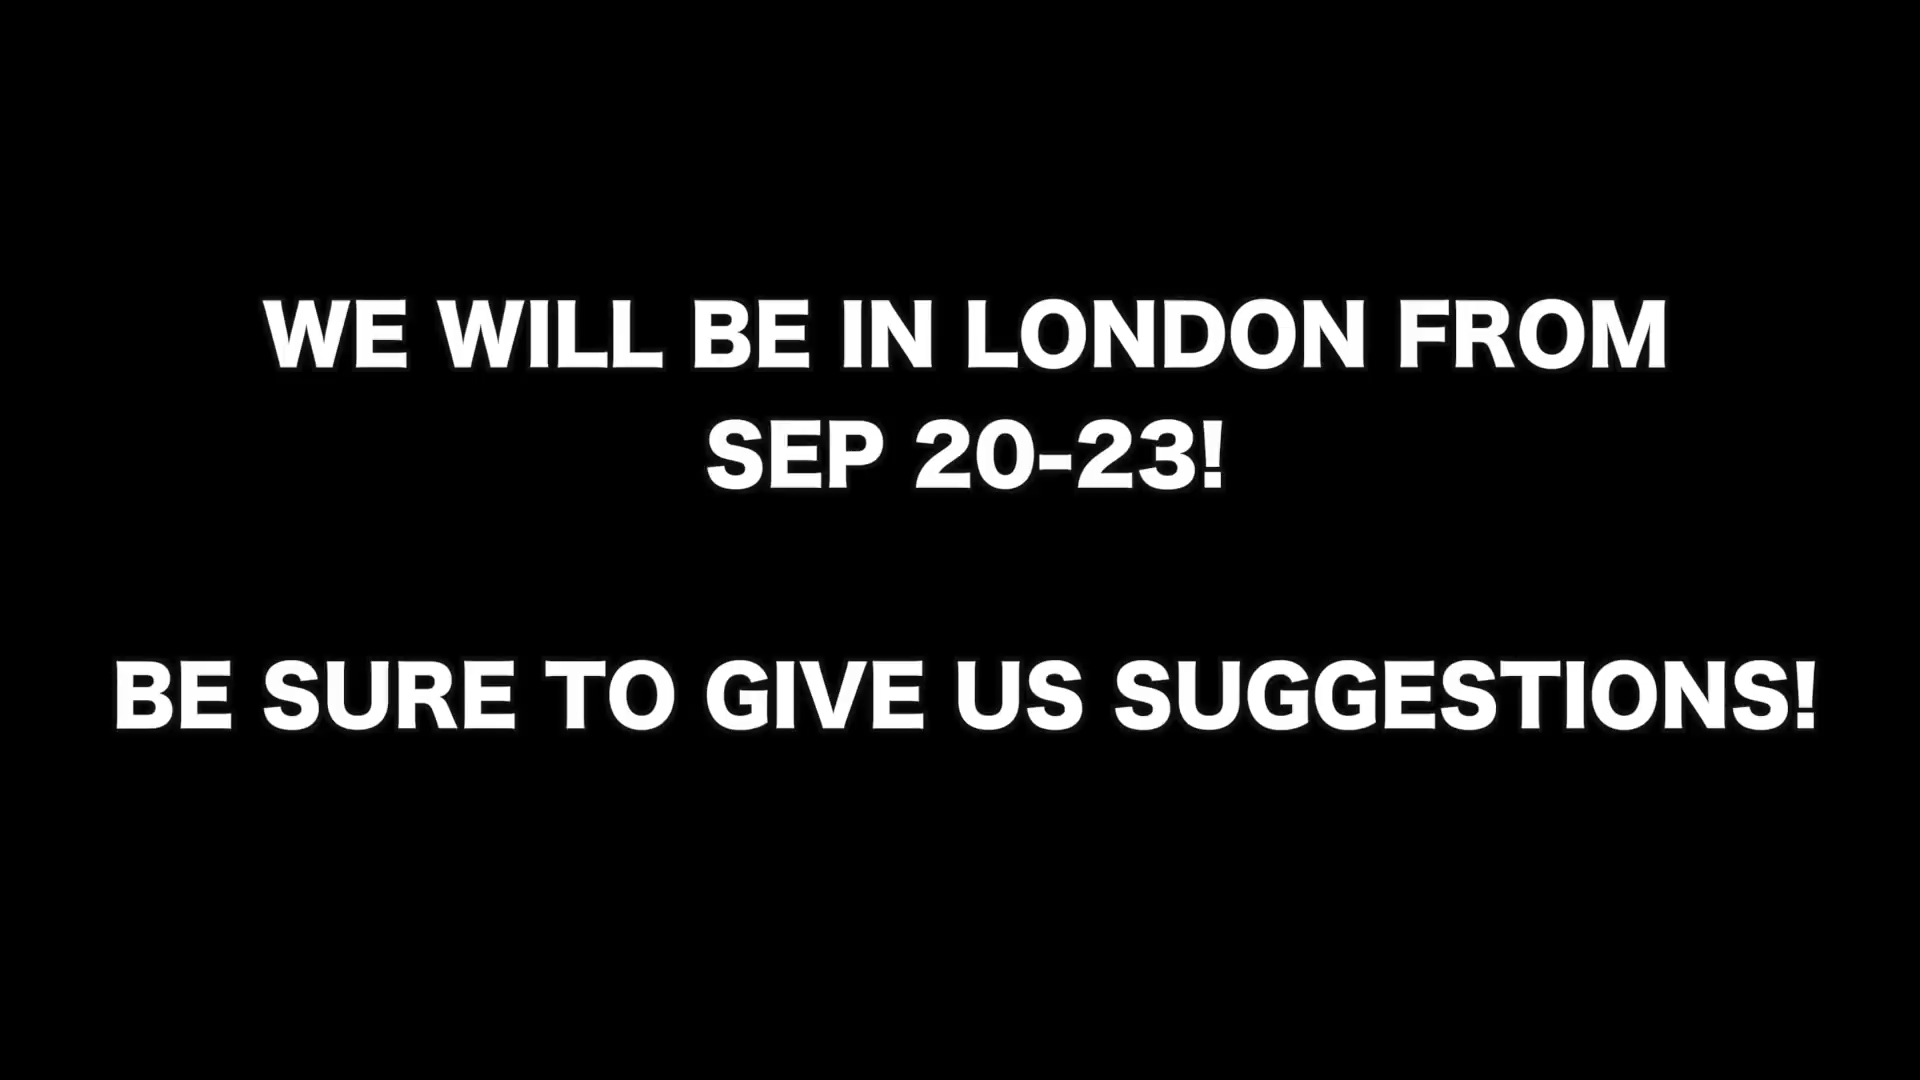 WE WILL BE IN LONDON FROM
SEP 20-23!
BE SURE TO GIVE US SUGGESTIONS!